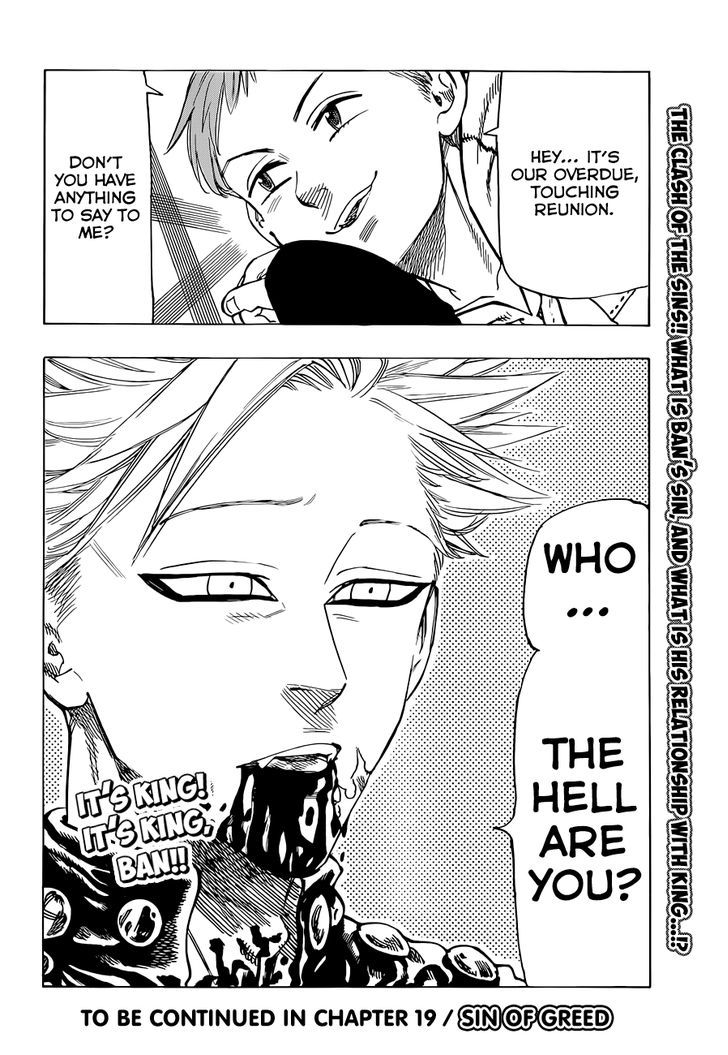 HEY... IT'S
OUR OVERDUE,
TOUCHING
REUNION.
DON'T
YOU HAVE
ANYTHING
TO SAY TO
ME?
WHO
...
THE
HELL
ARE
YOU?
IT'S KING!
IT'S KING,
BAN!!
THE CLASH OF THE SINS!! WHAT IS BAN'S SIN, AND WHAT IS HIS RELATIONSHIP WITH KING...!?
TO BE CONTINUED IN CHAPTER 19 / SIN OF GREED